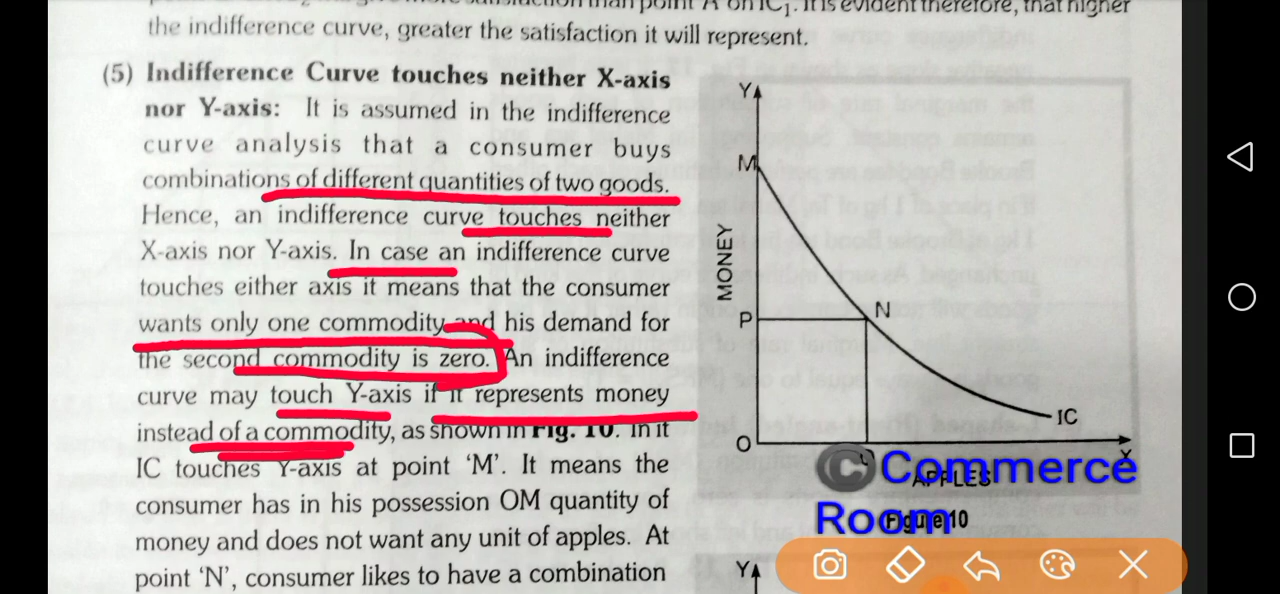 the indifference curve, greater the satisfaction it will represent.
(5) Indifference Curve touches neither X-axis
nor Y-axis: It is assumed in the indifference
curve analysis that a consumer buys
combinations of different quantities of two goods.
Hence, an indifference curve touches neither
X-axis nor Y-axis. In case an indifference curve
touches either axis it means that the consumer
wants only one commodity and his demand for
the second commodity is zero. An indifference
curve may touch Y-axis if it represents money
instead of a commodity, as shown in Fig. 10. In it
IC touches Y-axis at point 'M'. It means the
consumer has in his possession OM quantity of
money and does not want any unit of apples. At
point 'N', consumer likes to have a combination
Y
M
MONEY
P
N
IC
O
X
APPLES
Figure 10
© Commerce
Room
Y